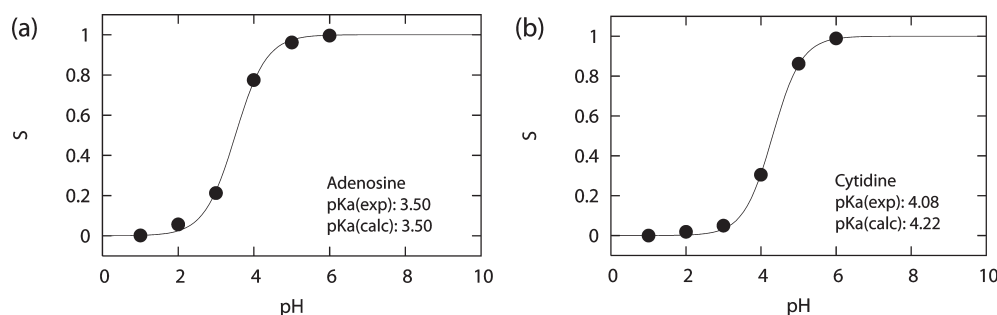 (a)
1
0.8
0.6
0.4
0.2
0
S
0 2 4 6 8 10
pH
Adenosine
pKa(exp): 3.50
pKa(calc): 3.50
(b)
1
0.8
0.6
0.4
0.2
0
S
0 2 4 6 8 10
pH
Cytidine
pKa(exp): 4.08
pKa(calc): 4.22